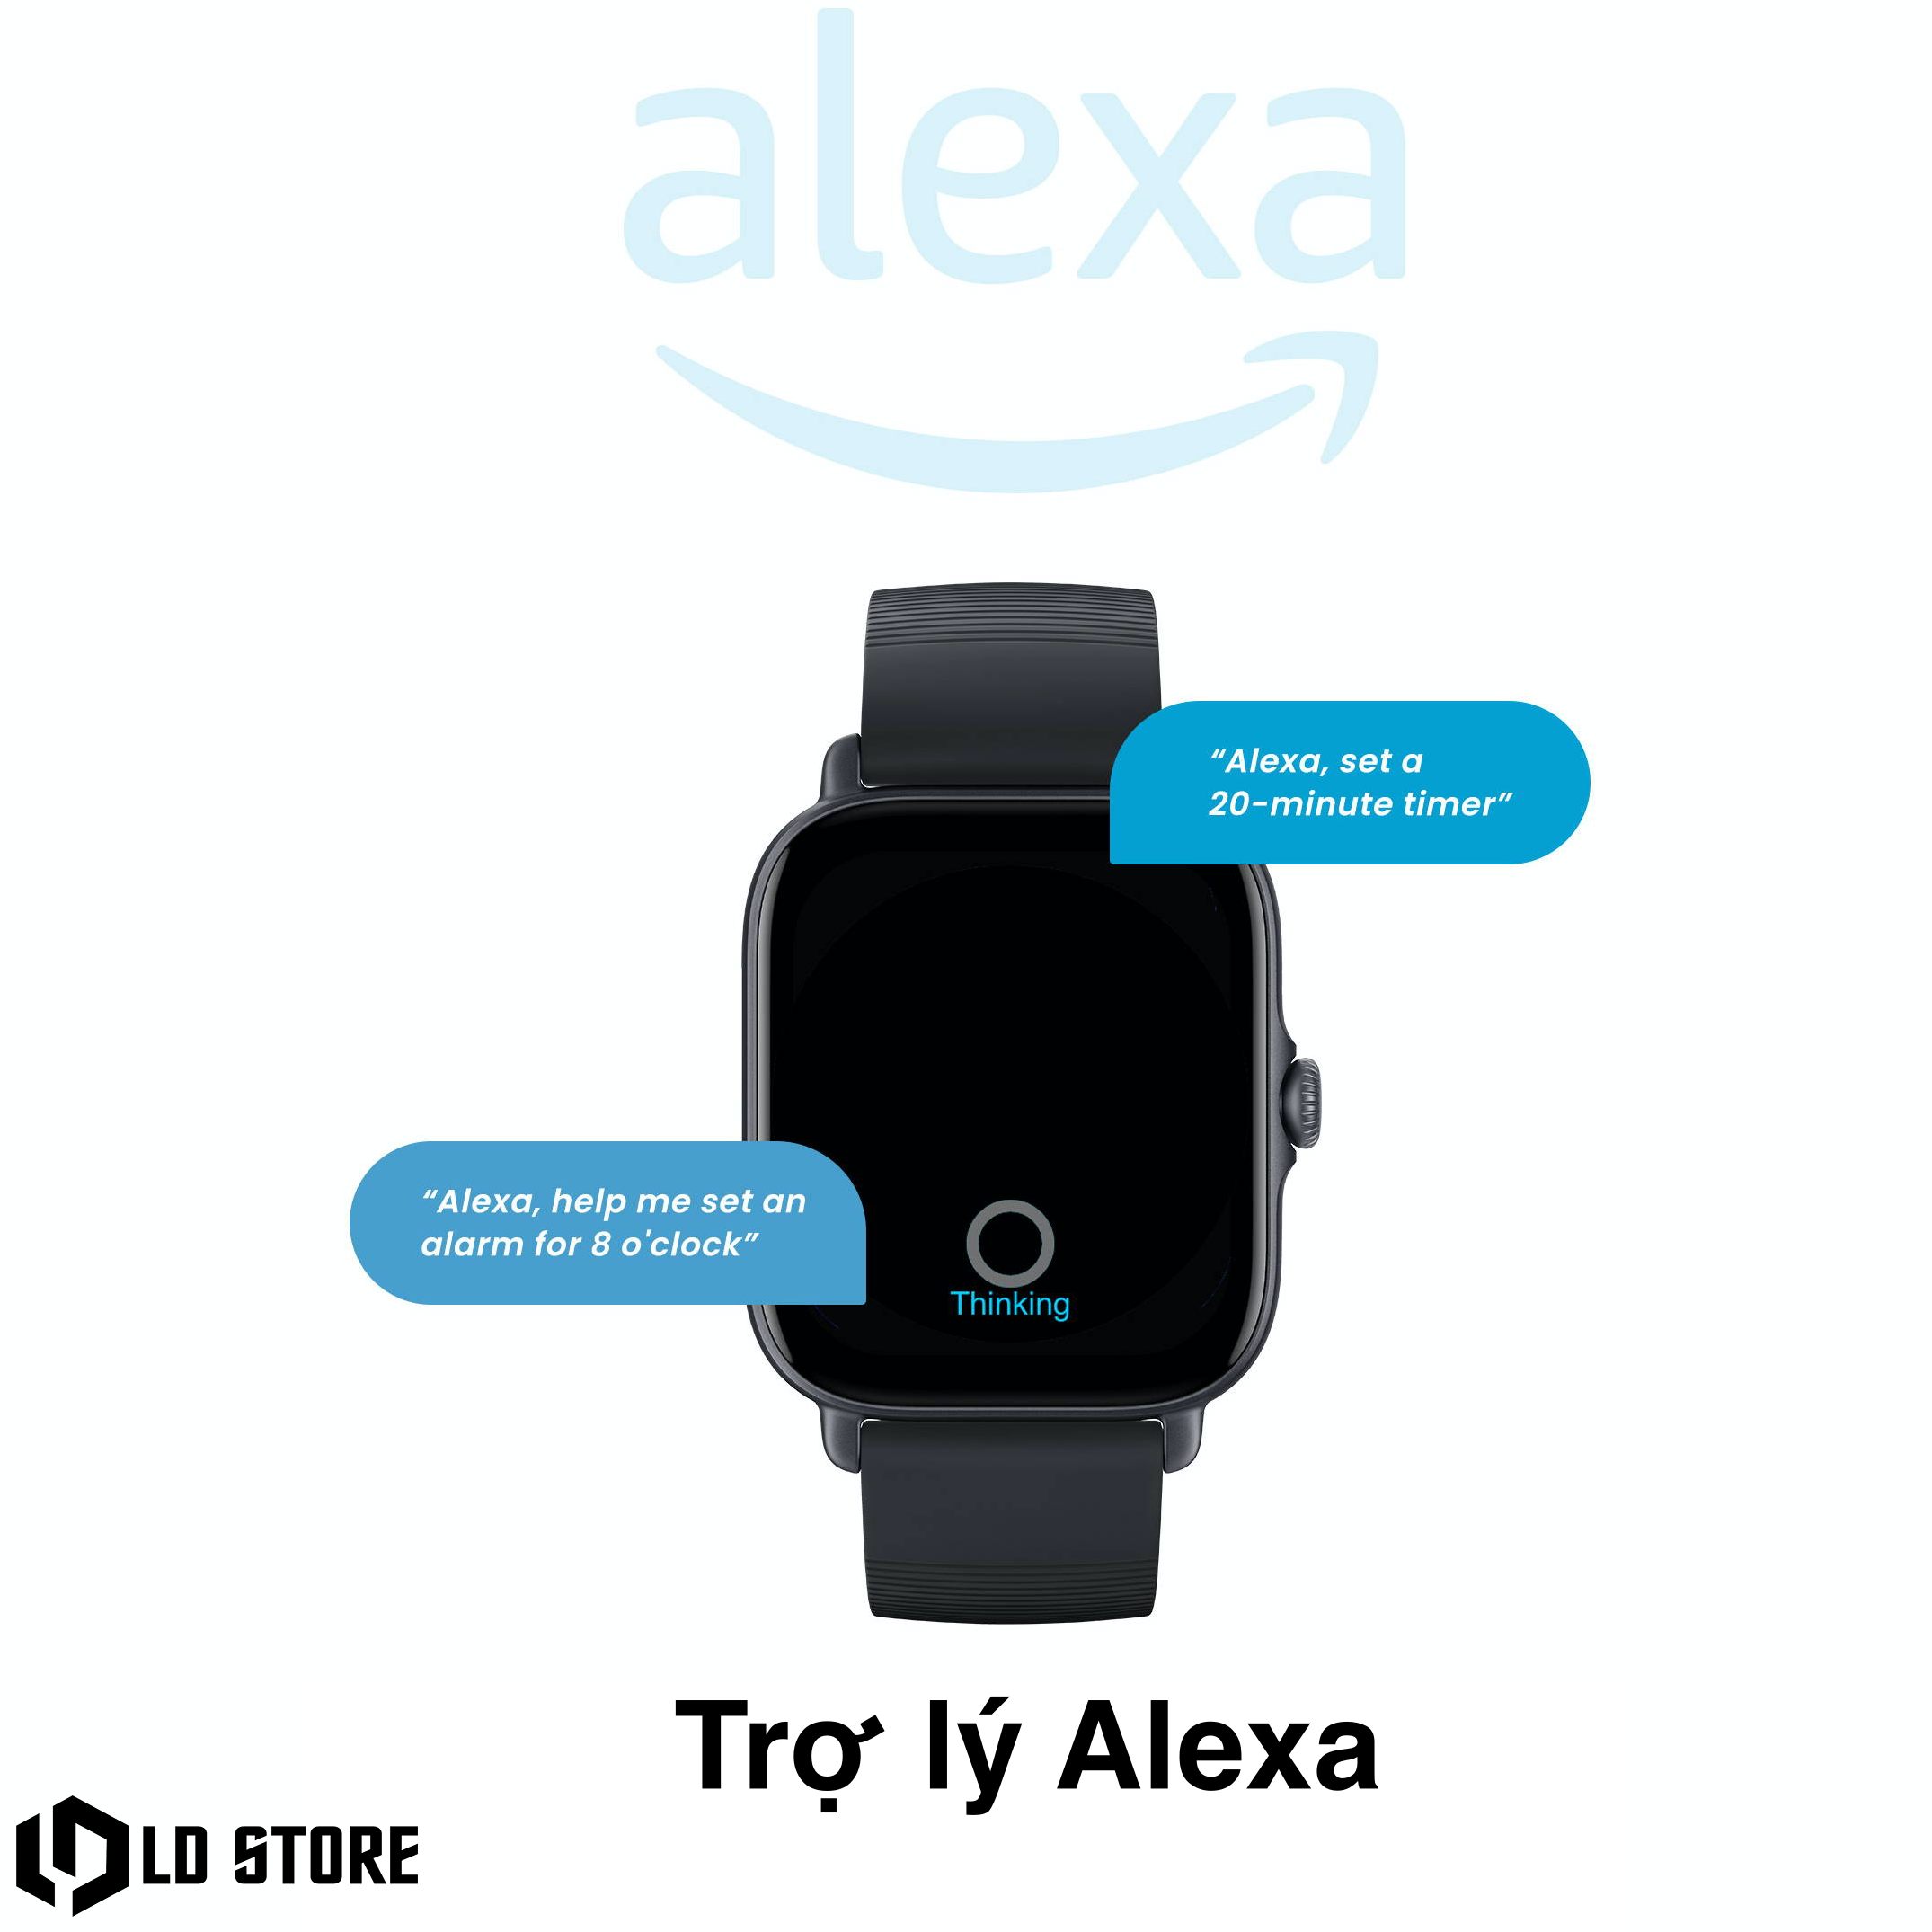 alexa
“Alexa, set a
20-minute timer”
“Alexa, help me set an
alarm for 8 o'clock”
Thinking
Trợ lý Alexa
LD STORE